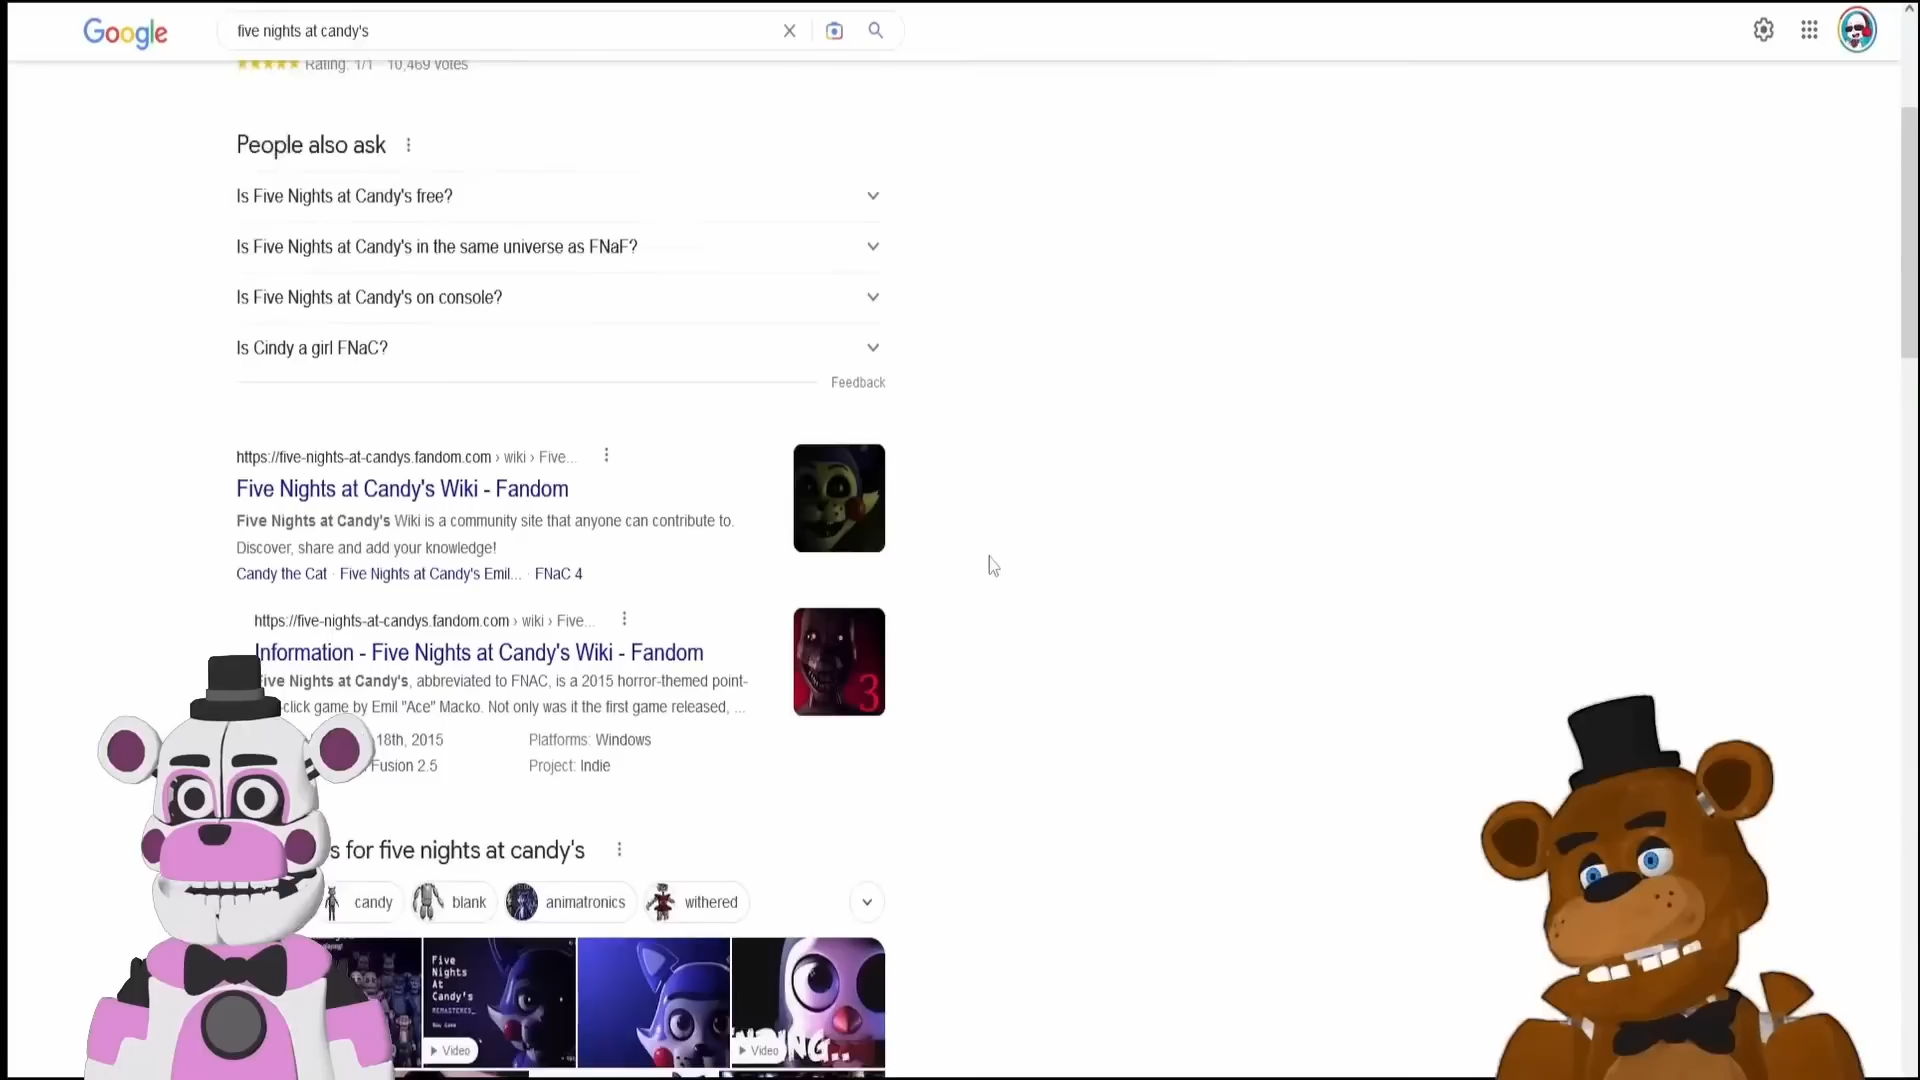 Google
five nights at candy's
Rating: 1/1 · 10,469 votes
People also ask
Is Five Nights at Candy's free?
Is Five Nights at Candy's in the same universe as FNaF?
Is Five Nights at Candy's on console?
Is Cindy a girl FNaC?
Feedback
https://five-nights-at-candys.fandom.com › wiki › Five...
Five Nights at Candy's Wiki - Fandom
Five Nights at Candy's Wiki is a community site that anyone can contribute to.
Discover, share and add your knowledge!
Candy the Cat · Five Nights at Candy's Emil... · FNaC 4
https://five-nights-at-candys.fandom.com › wiki › Five...
Information - Five Nights at Candy's Wiki - Fandom
3
Five Nights at Candy's, abbreviated to FNAC, is a 2015 horror-themed point-
click game by Emil "Ace" Macko. Not only was it the first game released, ...
18th, 2015
Platforms: Windows
Fusion 2.5
Project: Indie
s for five nights at candy's
candy
blank
animatronics
withered
Five
Nights
At
Candy's
REMASTERED_
Video
Video